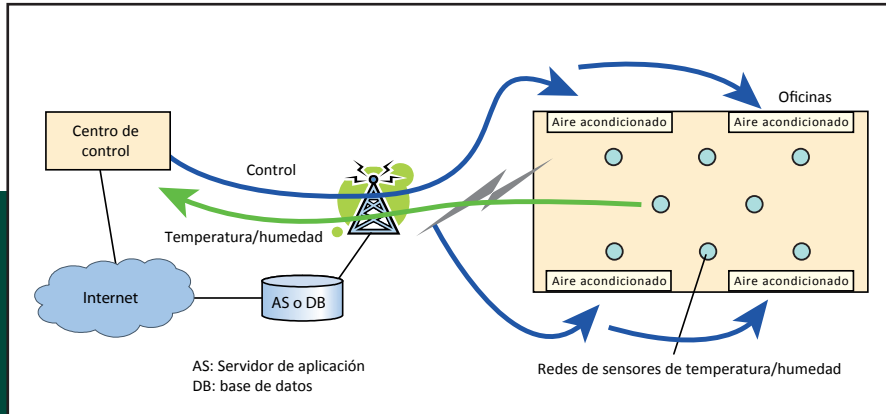 Oficinas
Aire acondicionado
Aire acondicionado
Centro de
control
Control
Temperatura/humedad
Internet
AS o DB
Aire acondicionado
Aire acondicionado
AS: Servidor de aplicación
DB: base de datos
Redes de sensores de temperatura/humedad